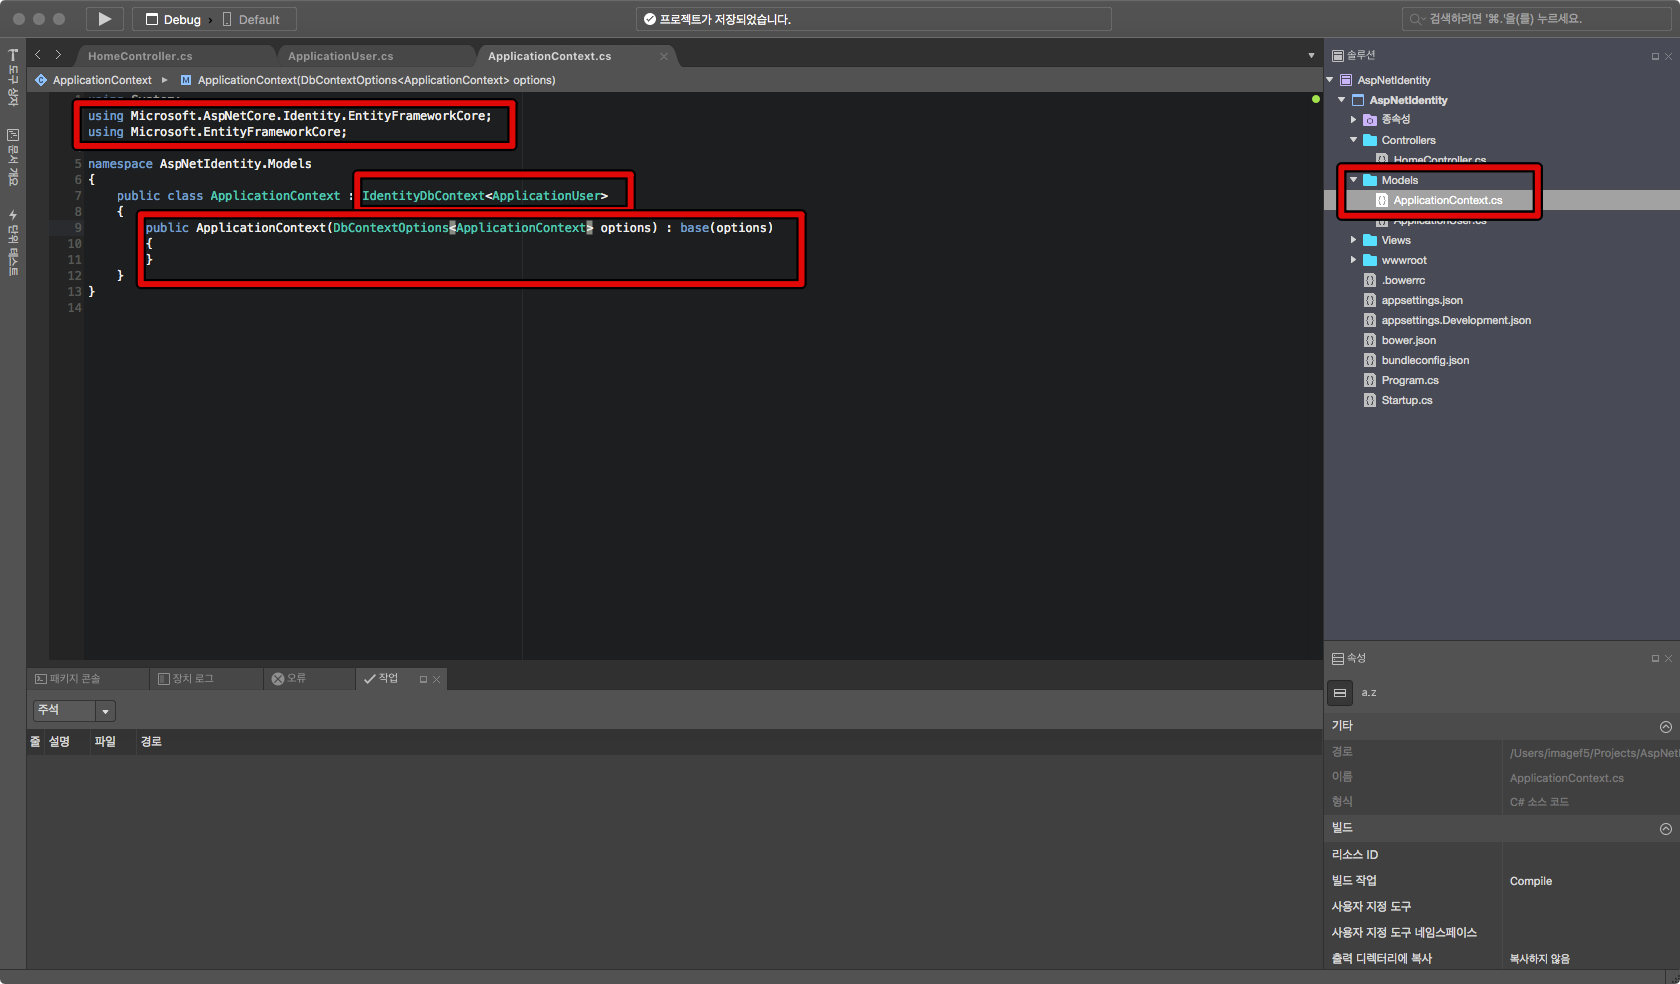 Debug › Default
프로젝트가 저장되었습니다.
검색하려면 '⌘.'을(를) 누르세요.
도구 상자
문서 개요
단위 테스트
HomeController.cs
ApplicationUser.cs
ApplicationContext.cs
ApplicationContext
M ApplicationContext(DbContextOptions<ApplicationContext> options)
using Microsoft.AspNetCore.Identity.EntityFrameworkCore;
using Microsoft.EntityFrameworkCore;
5 namespace AspNetIdentity.Models
6 {
7 public class ApplicationContext : IdentityDbContext<ApplicationUser>
8 {
9 public ApplicationContext(DbContextOptions<ApplicationContext> options) : base(options)
10 {
11 }
12 }
13 }
14
솔루션
AspNetIdentity
AspNetIdentity
종속성
Controllers
HomeController.cs
Models
ApplicationContext.cs
ApplicationUser.cs
Views
wwwroot
.bowerrc
appsettings.json
appsettings.Development.json
bower.json
bundleconfig.json
Program.cs
Startup.cs
패키지 콘솔
장치 로그
오류
작업
주석
줄 설명 파일 경로
속성
a.z
기타
경로 /Users/imagef5/Projects/AspNetI
이름 ApplicationContext.cs
형식 C# 소스 코드
빌드
리소스 ID
빌드 작업 Compile
사용자 지정 도구
사용자 지정 도구 네임스페이스
출력 디렉터리에 복사 복사하지 않음